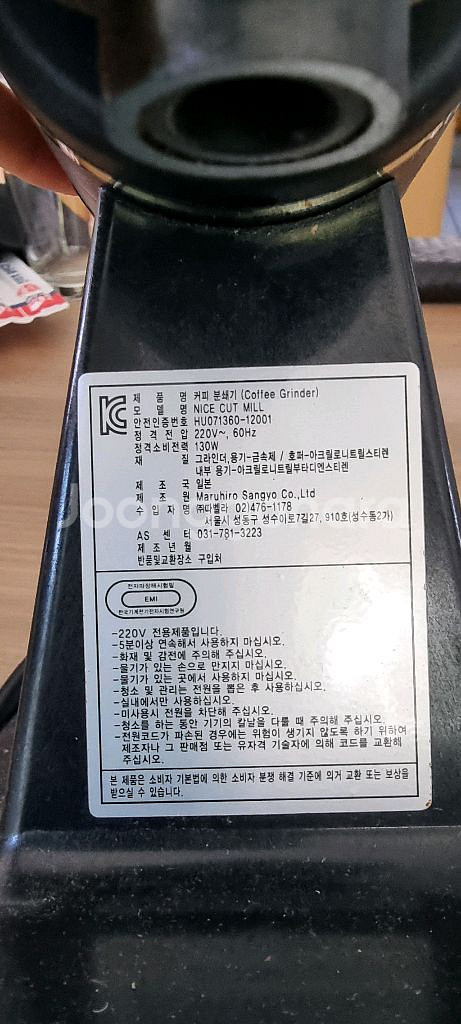 제 품 명 커피 분쇄기 (Coffee Grinder)
모 델 명 NICE CUT MILL
안전인증번호 HU071360-12001
정 격 전 압 220V~, 60Hz
정격소비전력 130W
재 질 그라인더,용기-금속제 / 호퍼-아크릴로니트릴스티렌
내부 용기-아크릴로니트릴부타디엔스티렌
제 조 국 일본
제 조 원 Maruhiro Sangyo Co.,Ltd
수 입 자 명 ㈜따벨라 02)476-1178
서울시 성동구 성수이로7길27, 910호(성수동2가)
AS 센 터 031-781-3223
제 조 년 월
반품및교환장소 구입처
전자파장해시험필
EMI
한국기계전기전자시험연구원
-220V 전용제품입니다.
-5분이상 연속해서 사용하지 마십시오.
-화재 및 감전에 주의해 주십시오.
-물기가 있는 손으로 만지지 마십시오.
-물기가 있는 곳에서 사용하지 마십시오.
-청소 및 관리는 전원을 뽑은 후 사용하십시오.
-실내에서만 사용하십시오.
-미사용시 전원을 차단해 주십시오.
-청소를 하는 동안 기기의 칼날을 다룰 때 주의해 주십시오.
-전원코드가 파손된 경우에는 위험이 생기지 않도록 하기 위하여
제조자나 그 판매점 또는 유자격 기술자에 의해 코드를 교환해
주십시오.
본 제품은 소비자 기본법에 의한 소비자 분쟁 해결 기준에 의거 교환 또는 보상을
받으실 수 있습니다.